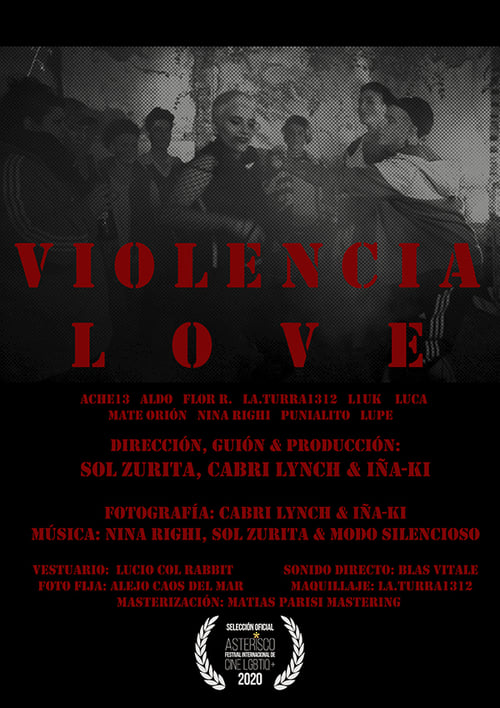 VIOLENCIA
LOVE
ACHE13 ALDO FLOR R. LA.TURRA1312 L1UK LUCA
MATE ORIÓN NINA RIGHI PUNIALITO LUPE
DIRECCIÓN, GUIÓN & PRODUCCIÓN:
SOL ZURITA, CABRI LYNCH & IÑA-KI
FOTOGRAFÍA: CABRI LYNCH & IÑA-KI
MÚSICA: NINA RIGHI, SOL ZURITA & MODO SILENCIOSO
VESTUARIO: LUCIO COL RABBIT SONIDO DIRECTO: BLAS VITALE
FOTO FIJA: ALEJO CAOS DEL MAR MAQUILLAJE: LA.TURRA1312
MASTERIZACIÓN: MATIAS PARISI MASTERING
SELECCIÓN OFICIAL
ASTERISCO
FESTIVAL INTERNACIONAL DE
CINE LGBTIQ+
2020